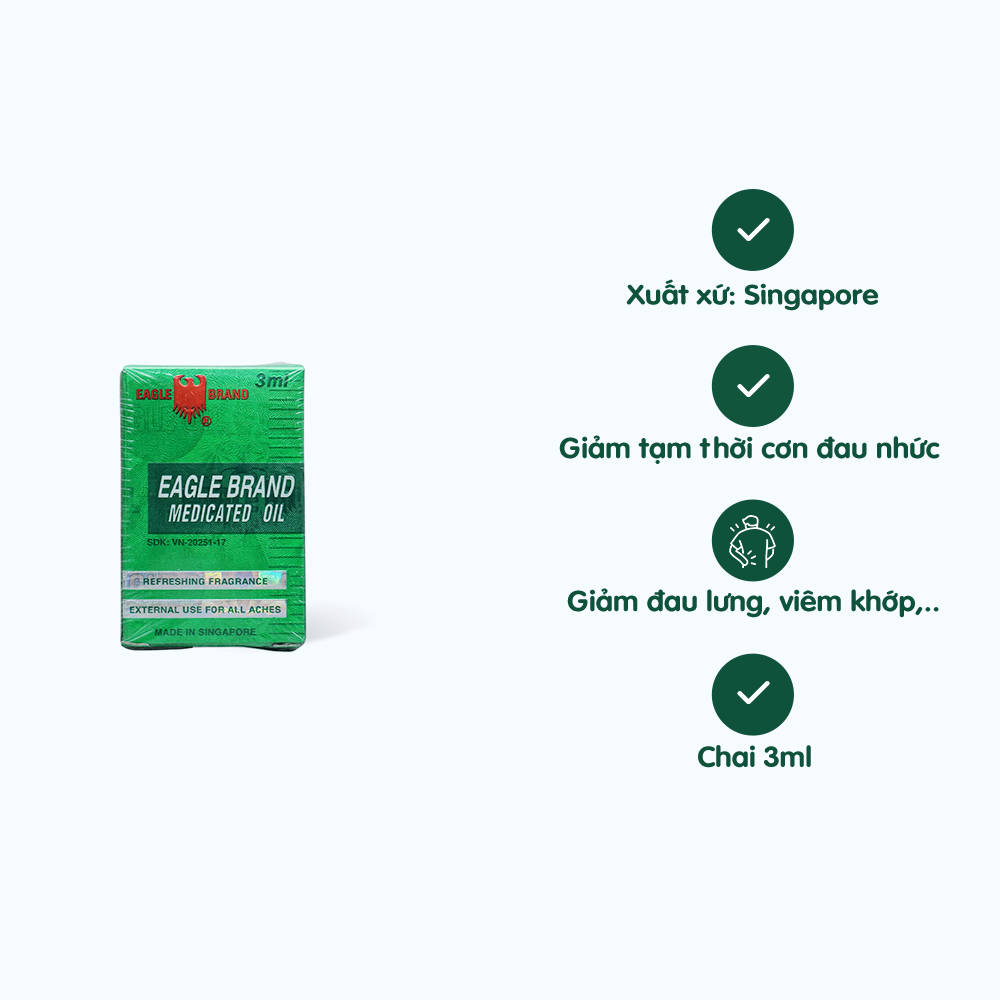 3ml
EAGLE BRAND
EAGLE BRAND
MEDICATED OIL
SDK: VN-20251-17
REFRESHING FRAGRANCE
EXTERNAL USE FOR ALL ACHES
MADE IN SINGAPORE
Xuất xứ: Singapore
Giảm tạm thời cơn đau nhức
Giảm đau lưng, viêm khớp,..
Chai 3ml